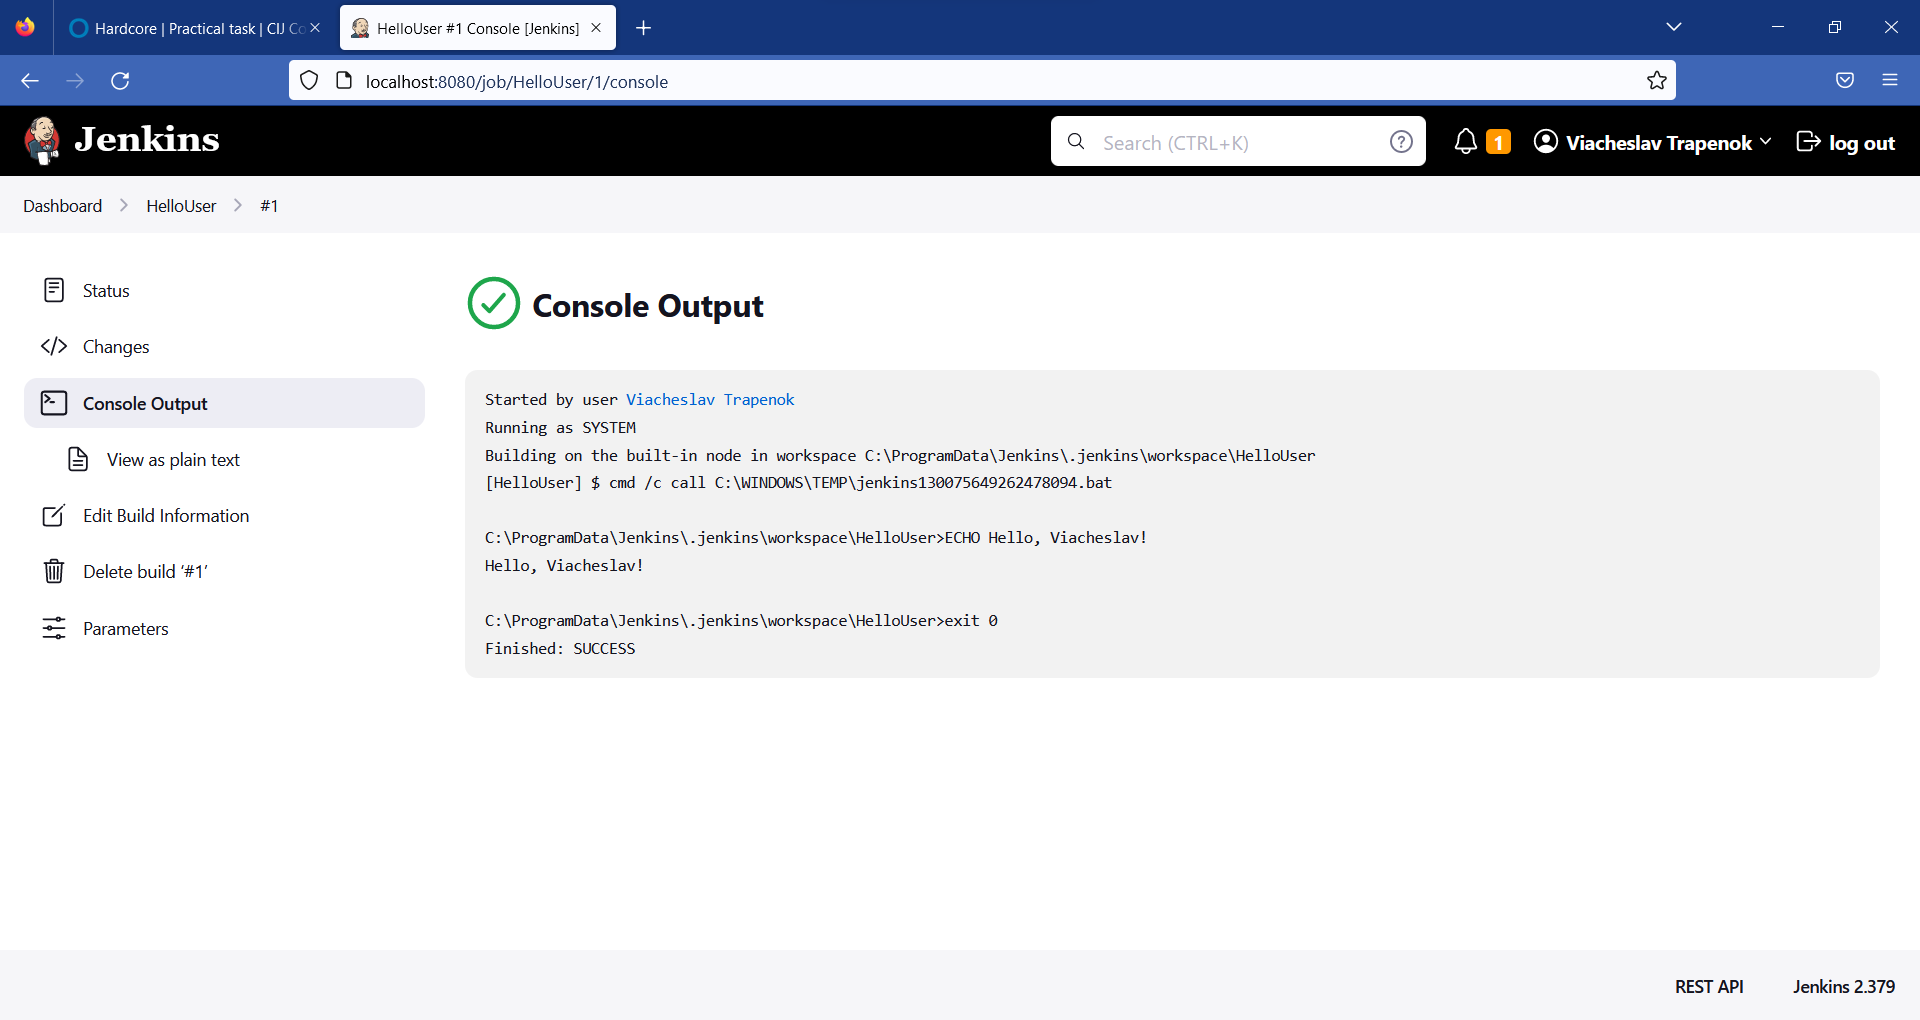 Hardcore | Practical task | CIJ Co
HelloUser #1 Console [Jenkins]
localhost:8080/job/HelloUser/1/console
Jenkins
Search (CTRL+K)
1
Viacheslav Trapenok
log out
Dashboard
HelloUser
#1
Status
Changes
Console Output
View as plain text
Edit Build Information
Delete build '#1'
Parameters
Console Output
Started by user Viacheslav Trapenok
Running as SYSTEM
Building on the built-in node in workspace C:\ProgramData\Jenkins\.jenkins\workspace\HelloUser
[HelloUser] $ cmd /c call C:\WINDOWS\TEMP\jenkins130075649262478094.bat
C:\ProgramData\Jenkins\.jenkins\workspace\HelloUser>ECHO Hello, Viacheslav!
Hello, Viacheslav!
C:\ProgramData\Jenkins\.jenkins\workspace\HelloUser>exit 0
Finished: SUCCESS
REST API
Jenkins 2.379